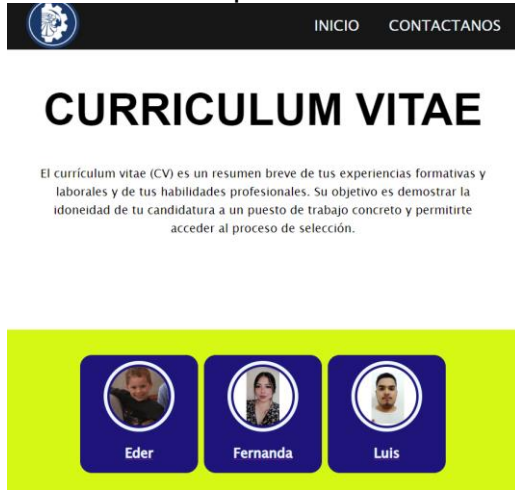 INICIO CONTACTANOS
CURRICULUM VITAE
El currículum vitae (CV) es un resumen breve de tus experiencias formativas y
laborales y de tus habilidades profesionales. Su objetivo es demostrar la
idoneidad de tu candidatura a un puesto de trabajo concreto y permitirte
acceder al proceso de selección.
Eder Fernanda Luis